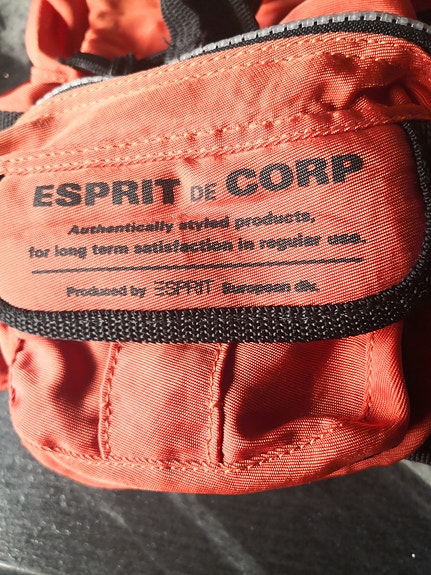 ESPRIT DE CORP
Authentically styled products,
for long term satisfaction in regular use.
Produced by ESPRIT European div.